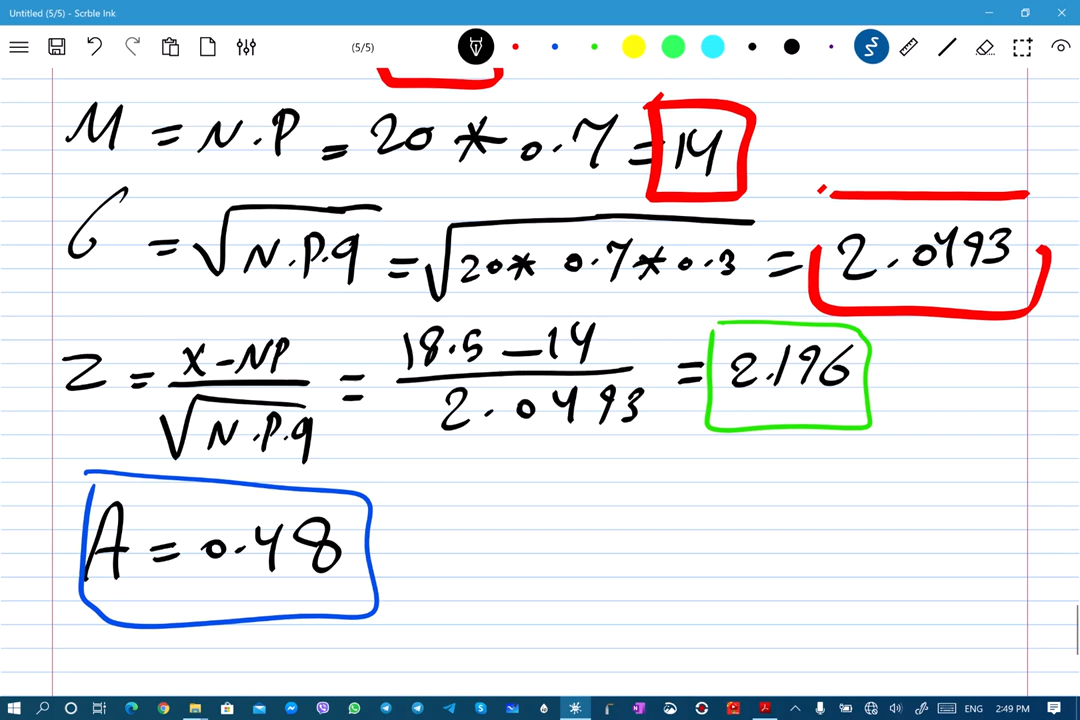 Untitled (5/5) - Scrble Ink
(5/5)
M = N.P = 20 * 0.7 = 14
б = √N.P.q = √20* 0.7*0.3 = 2.0493
Z = X-NP / √N.P.q = 18.5-14 / 2.0493 = 2.196
A = 0.48
ENG 2:49 PM